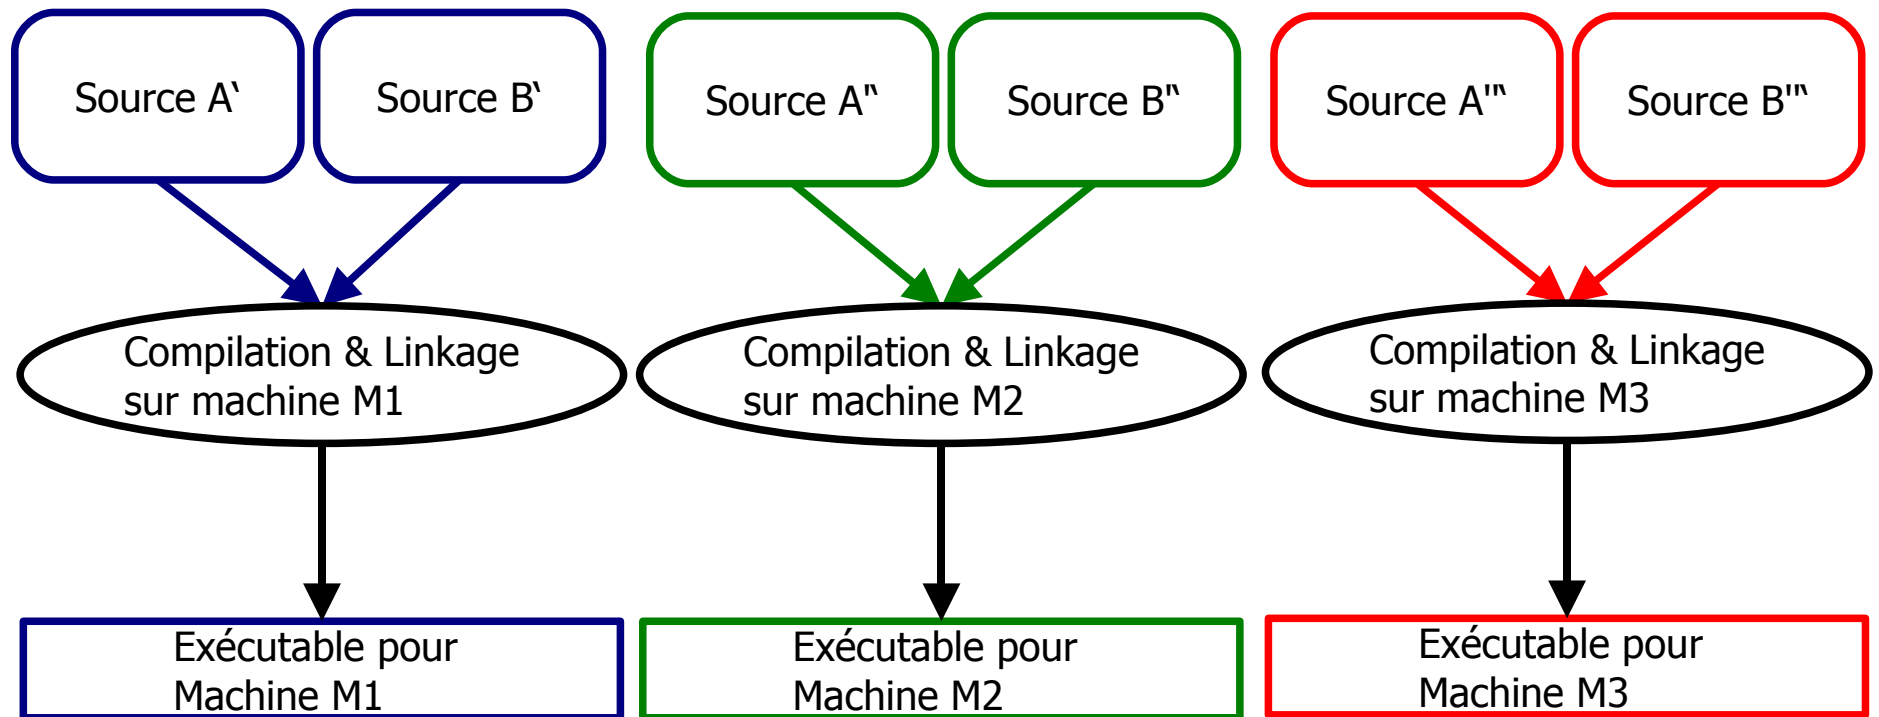 Source A‘
Source B‘
Source A"‘
Source B"‘
Source A"'‘
Source B"'‘
Compilation & Linkage
sur machine M1
Compilation & Linkage
sur machine M2
Compilation & Linkage
sur machine M3
Exécutable pour
Machine M1
Exécutable pour
Machine M2
Exécutable pour
Machine M3